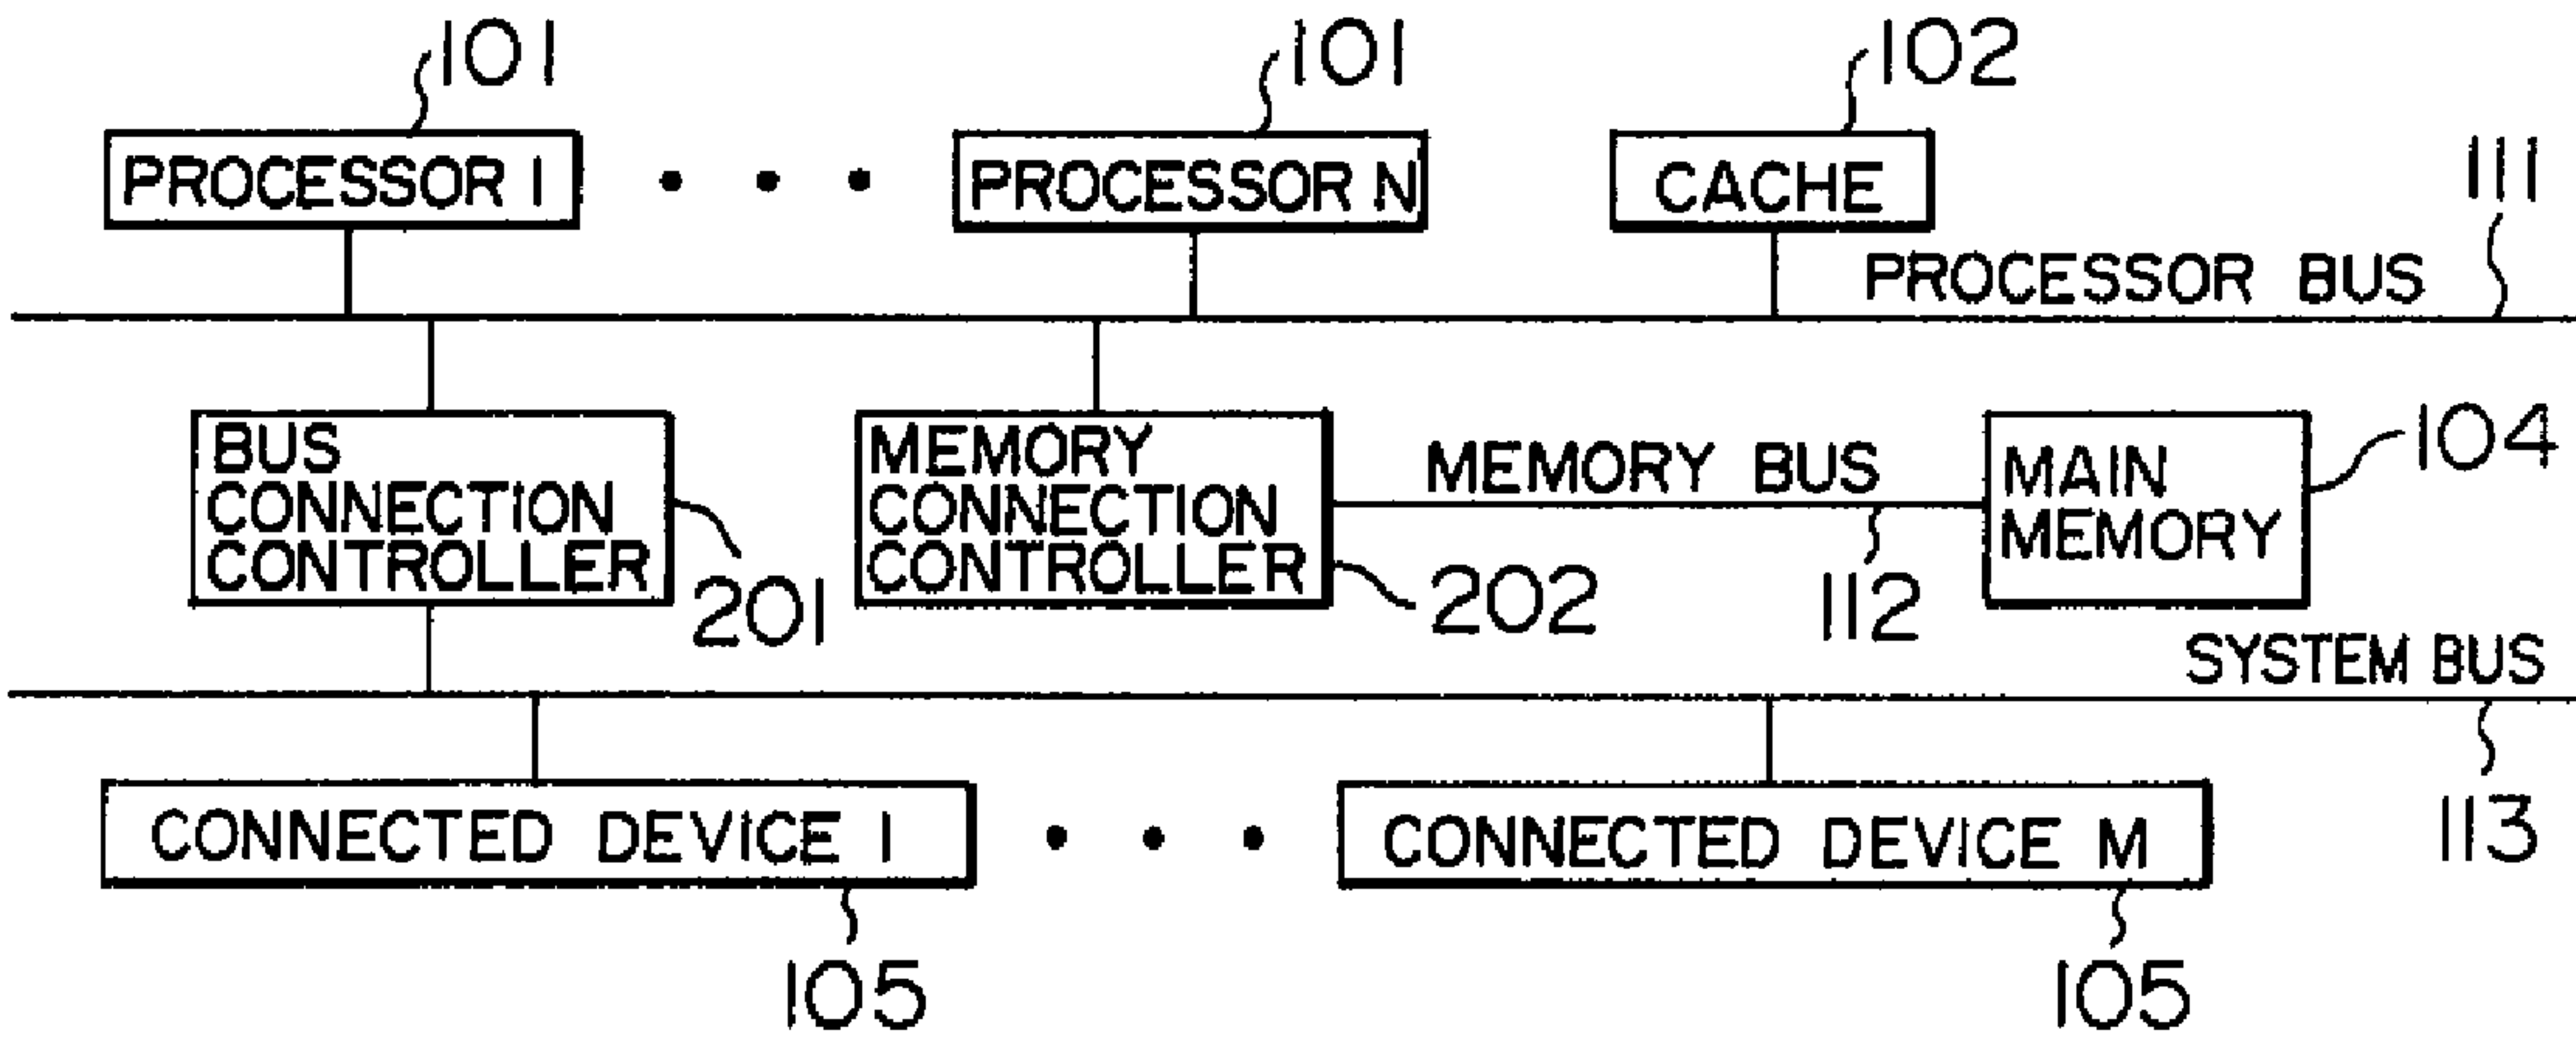 101
101
102
PROCESSOR 1
PROCESSOR N
CACHE
111
PROCESSOR BUS
BUS
CONNECTION
CONTROLLER
201
MEMORY
CONNECTION
CONTROLLER
202
MEMORY BUS
112
MAIN
MEMORY
104
SYSTEM BUS
113
CONNECTED DEVICE 1
CONNECTED DEVICE M
105
105